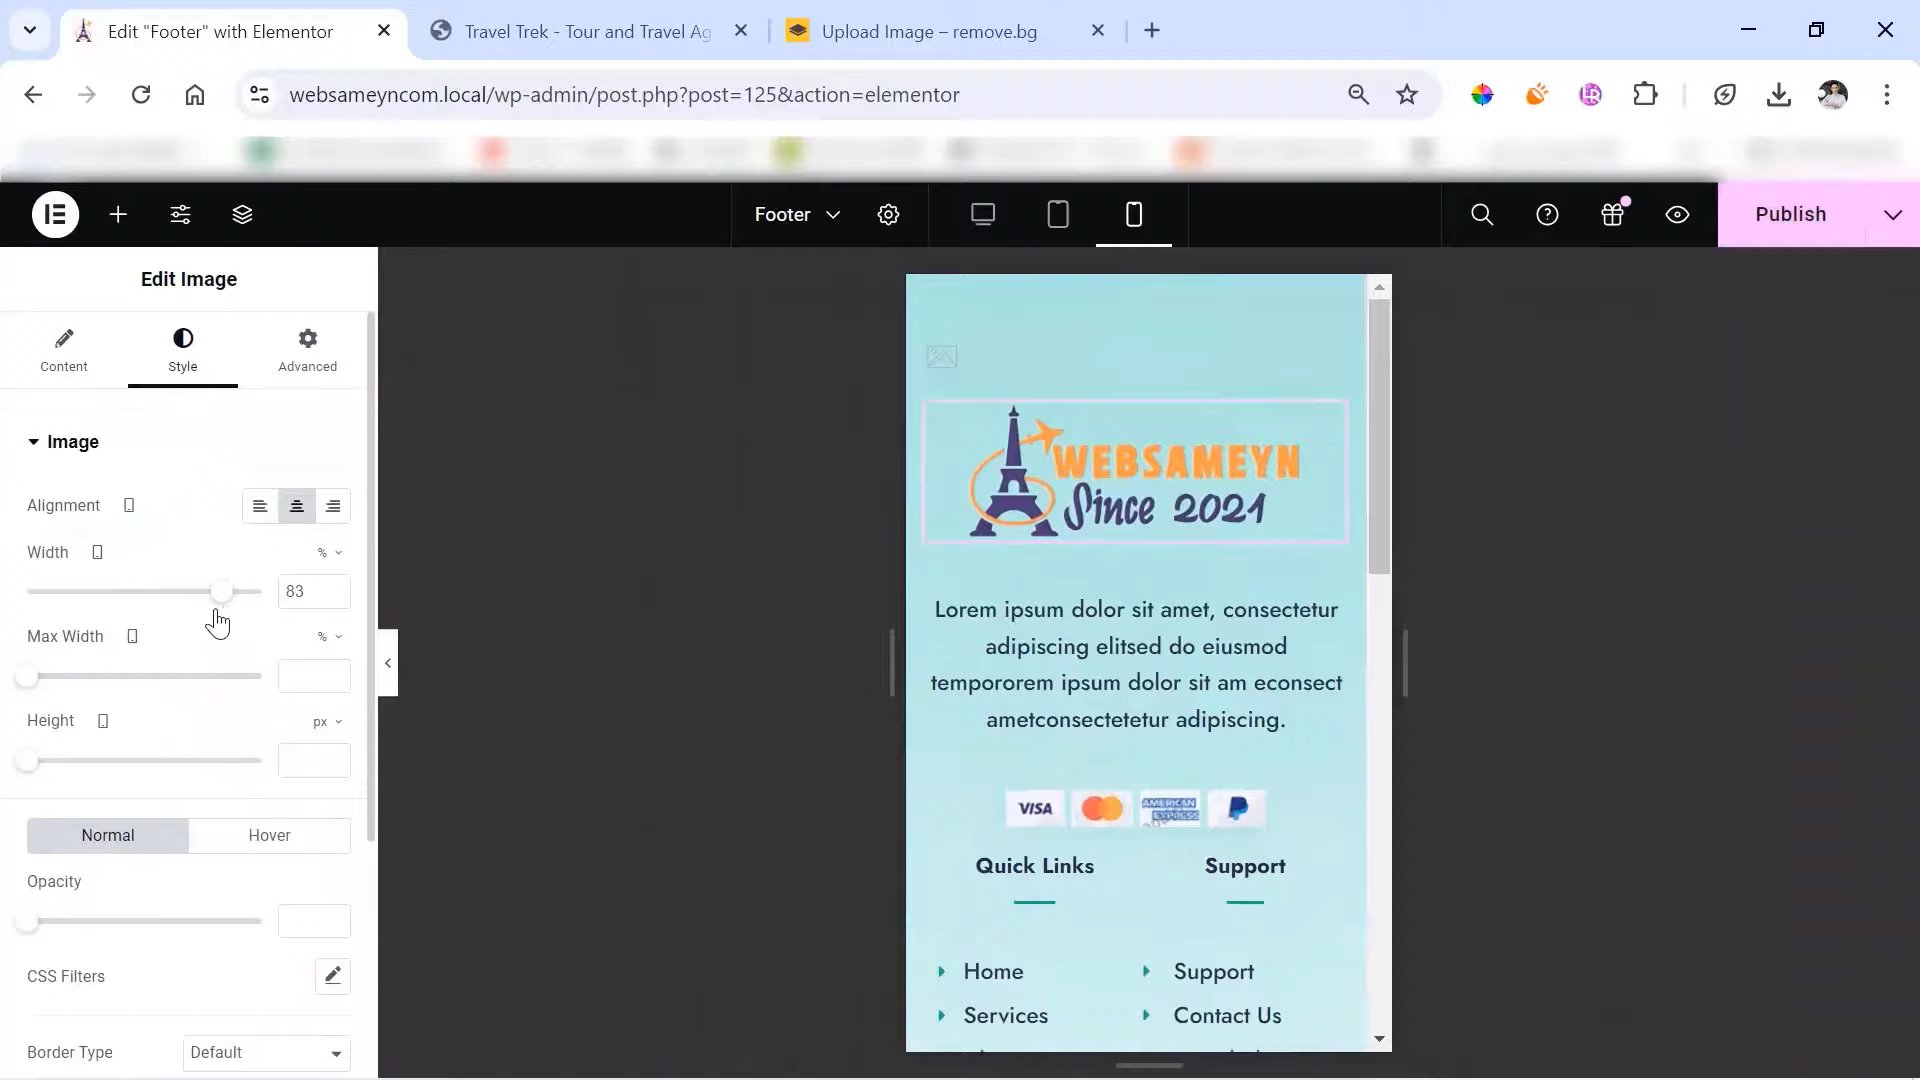 Edit "Footer" with Elementor
Travel Trek - Tour and Travel Ag
Upload Image – remove.bg
websameyncom.local/wp-admin/post.php?post=125&action=elementor
Footer
Publish
Edit Image
Content
Style
Advanced
Image
Alignment
Width
%
83
Max Width
%
Height
px
Normal
Hover
Opacity
CSS Filters
Border Type
Default
WEBSAMEYN
Since 2021
Lorem ipsum dolor sit amet, consectetur
adipiscing elitsed do eiusmod
tempororem ipsum dolor sit am econsect
ametconsectetetur adipiscing.
VISA
AMERICAN
EXPRESS
Quick Links
Support
Home
Support
Services
Contact Us